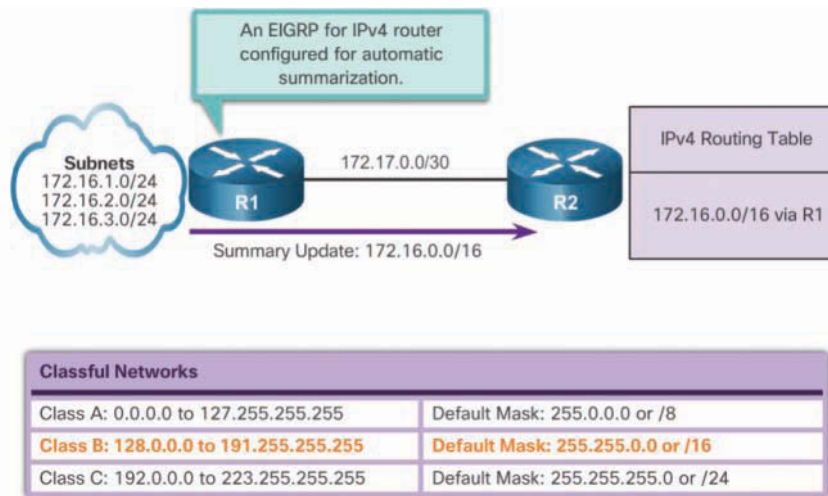 An EIGRP for IPv4 router
configured for automatic
summarization.
Subnets
172.16.1.0/24
172.16.2.0/24
172.16.3.0/24
R1
172.17.0.0/30
R2
Summary Update: 172.16.0.0/16
IPv4 Routing Table
172.16.0.0/16 via R1
Classful Networks
Class A: 0.0.0.0 to 127.255.255.255 Default Mask: 255.0.0.0 or /8
Class B: 128.0.0.0 to 191.255.255.255 Default Mask: 255.255.0.0 or /16
Class C: 192.0.0.0 to 223.255.255.255 Default Mask: 255.255.255.0 or /24